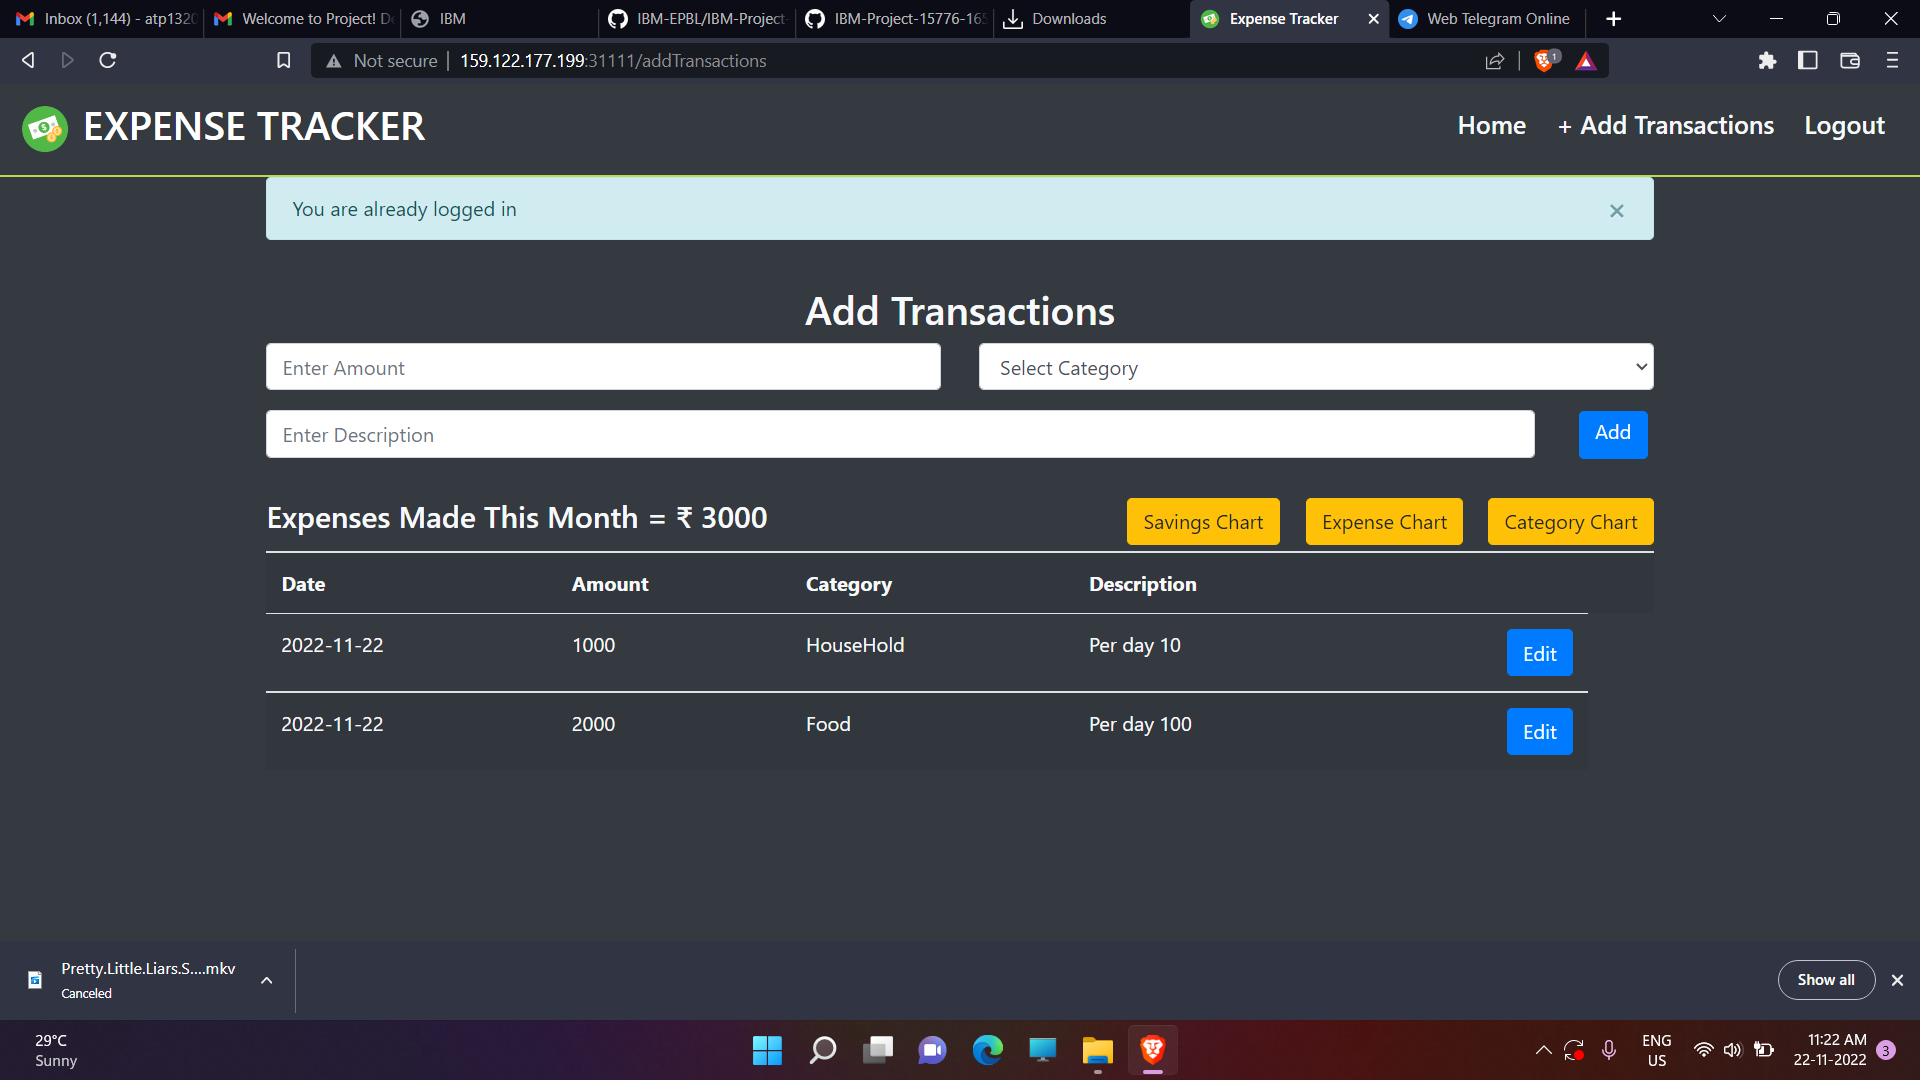 Inbox (1,144) - atp132
Welcome to Project! D
IBM
IBM-EPBL/IBM-Project-
IBM-Project-15776-16
Downloads
Expense Tracker
Web Telegram Online
Not secure
159.122.177.199:31111/addTransactions
1
EXPENSE TRACKER
Home
+ Add Transactions
Logout
You are already logged in
×
Add Transactions
Enter Amount
Select Category
Enter Description
Add
Expenses Made This Month = ₹ 3000
Savings Chart
Expense Chart
Category Chart
Date Amount Category Description
2022-11-22 1000 HouseHold Per day 10 Edit
2022-11-22 2000 Food Per day 100 Edit
Pretty.Little.Liars.S....mkv
Canceled
Show all
29°C
Sunny
ENG
US
11:22 AM
22-11-2022
3